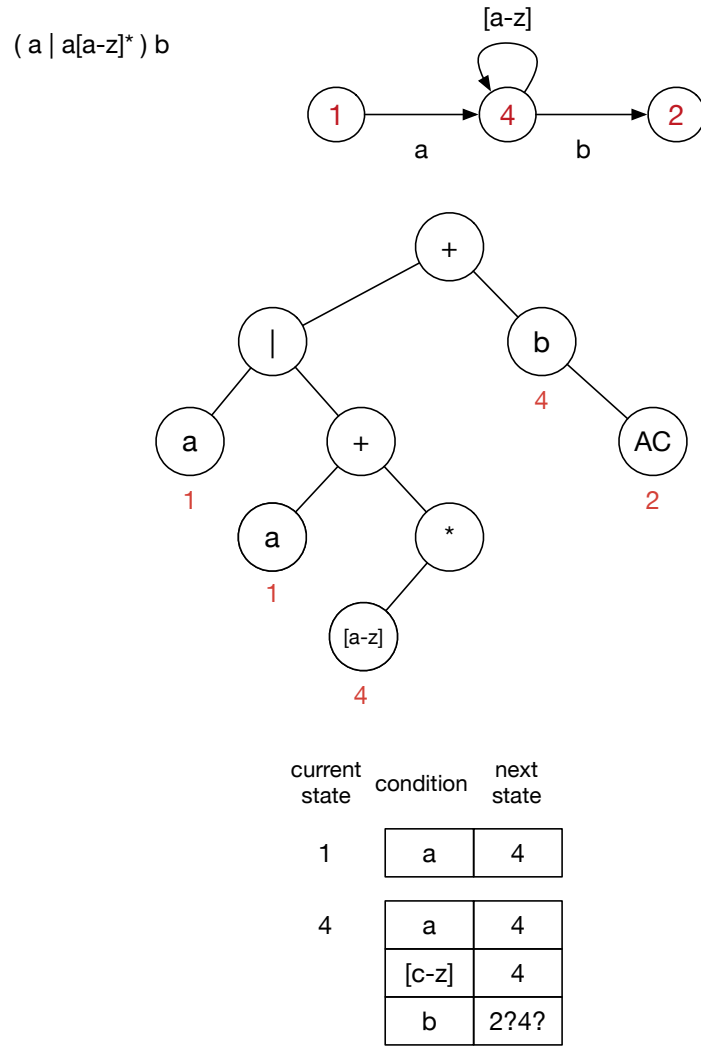 ( a | a[a-z]* ) b
[a-z]
1
4
2
a
b
+
|
b
4
a
+
AC
1
2
a
*
1
[a-z]
4
current state
condition
next state
1
a
4
4
a
4
[c-z]
4
b
2?4?